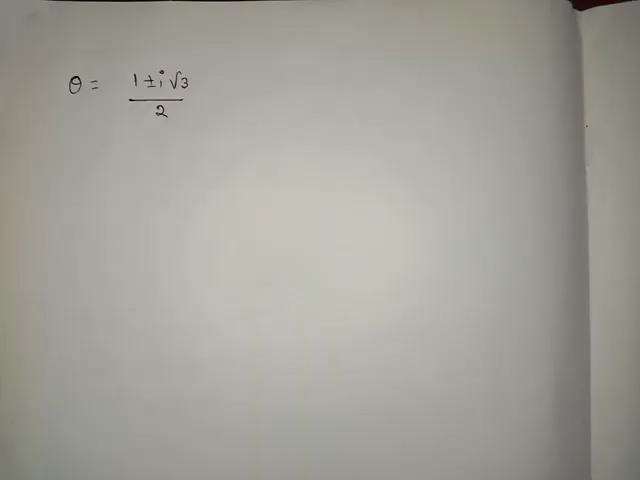 θ = (1 ± i√3) / 2